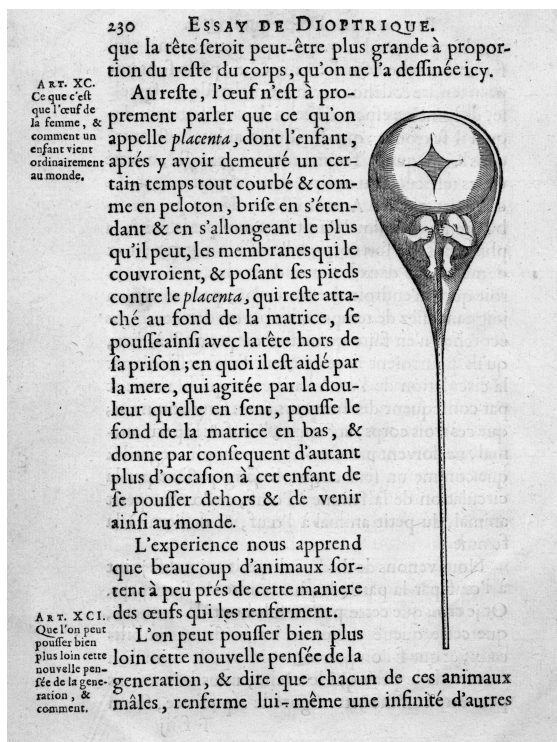 230 ESSAY DE DIOPTRIQUE.
que la tête ſeroit peut-être plus grande à propor-
tion du reſte du corps, qu'on ne l'a deſſinée icy.
ART. XC.
Ce que c'eſt
que l'œuf de
la femme, &
comment un
enfant vient
ordinairement
au monde.
Au reſte, l'œuf n'eſt à pro-
prement parler que ce qu'on
appelle placenta, dont l'enfant,
aprés y avoir demeuré un cer-
tain temps tout courbé & com-
me en peloton, briſe en s'éten-
dant & en s'allongeant le plus
qu'il peut, les membranes qui le
couvroient, & poſant ſes pieds
contre le placenta, qui reſte atta-
ché au fond de la matrice, ſe
pouſſe ainſi avec la tête hors de
ſa priſon; en quoi il eſt aidé par
la mere, qui agitée par la dou-
leur qu'elle en ſent, pouſſe le
fond de la matrice en bas, &
donne par conſequent d'autant
plus d'occaſion à cet enfant de
ſe pouſſer dehors & de venir
ainſi au monde.
L'experience nous apprend
que beaucoup d'animaux ſor-
tent à peu prés de cette maniere
des œufs qui les renferment.
ART. XCI.
Que l'on peut
pouſſer bien
plus loin cette
nouvelle pen-
ſée de la gene-
ration, &
comment.
L'on peut pouſſer bien plus
loin cette nouvelle penſée de la
generation, & dire que chacun de ces animaux
mâles, renferme lui-même une infinité d'autres